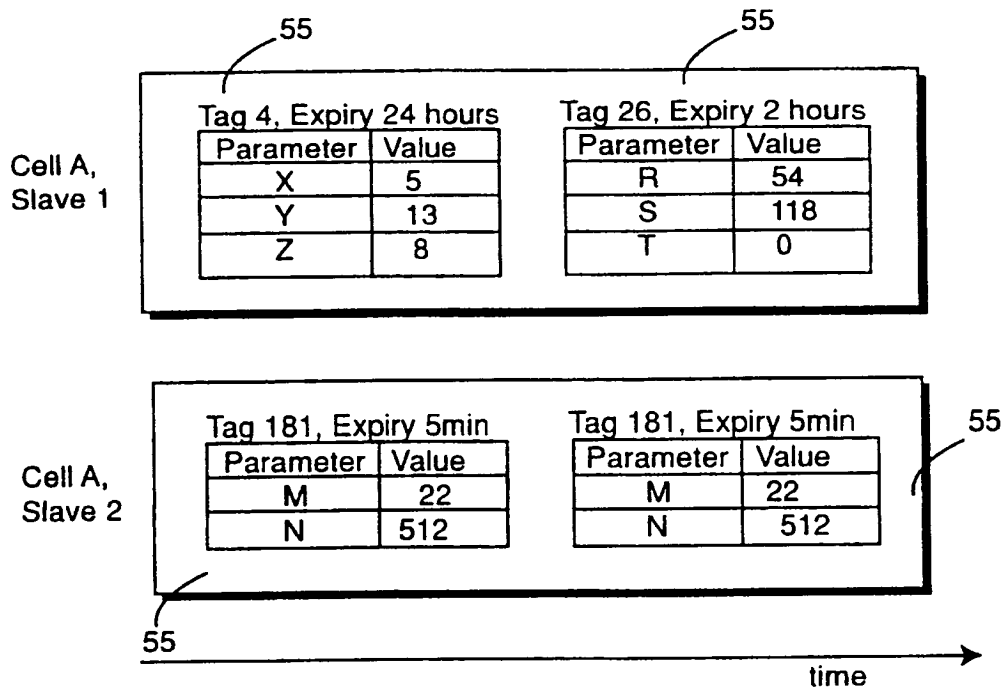 55
55
Cell A,
Slave 1
Tag 4, Expiry 24 hours
Parameter Value
X 5
Y 13
Z 8
Tag 26, Expiry 2 hours
Parameter Value
R 54
S 118
T 0
Cell A,
Slave 2
Tag 181, Expiry 5min
Parameter Value
M 22
N 512
Tag 181, Expiry 5min
Parameter Value
M 22
N 512
55
55
time